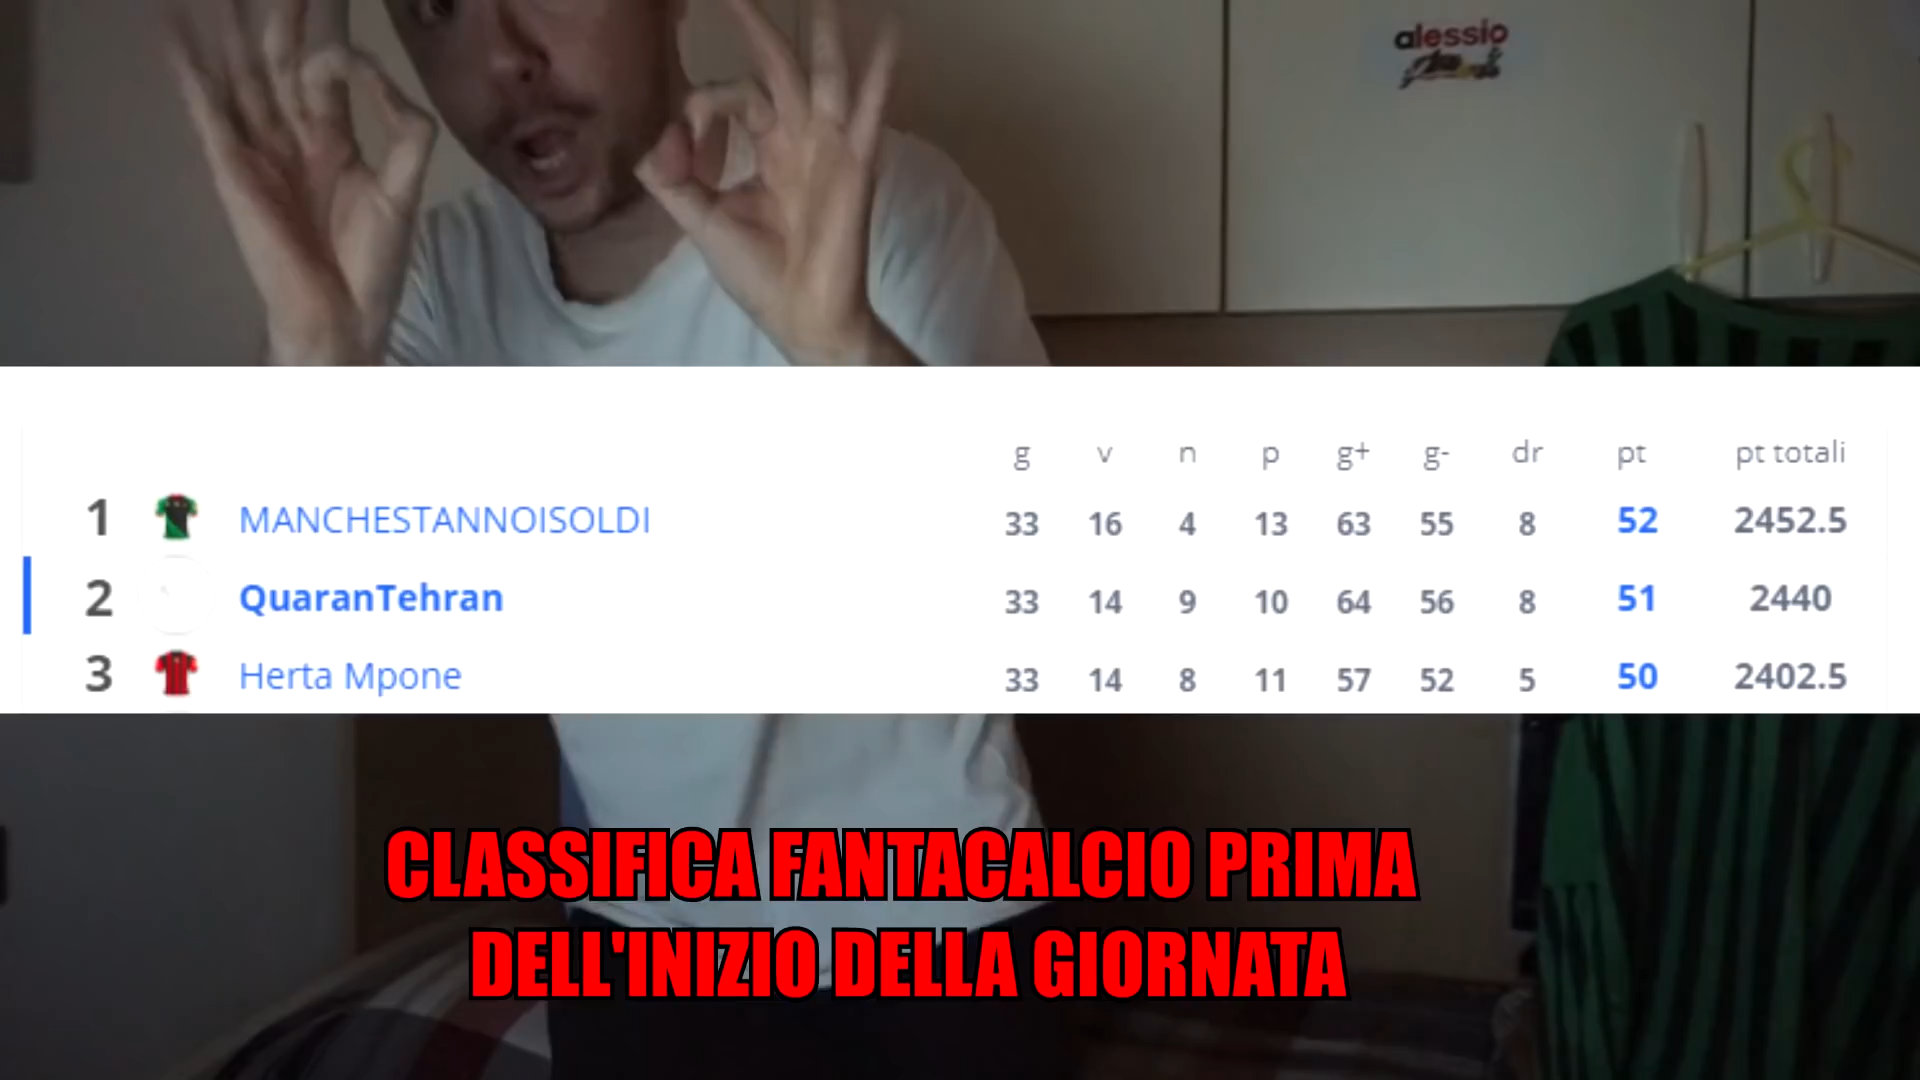 alessio
g v n p g+ g- dr pt pt totali
1 MANCHESTANNOISOLDI 33 16 4 13 63 55 8 52 2452.5
2 QuaranTehran 33 14 9 10 64 56 8 51 2440
3 Herta Mpone 33 14 8 11 57 52 5 50 2402.5
CLASSIFICA FANTACALCIO PRIMA
DELL'INIZIO DELLA GIORNATA